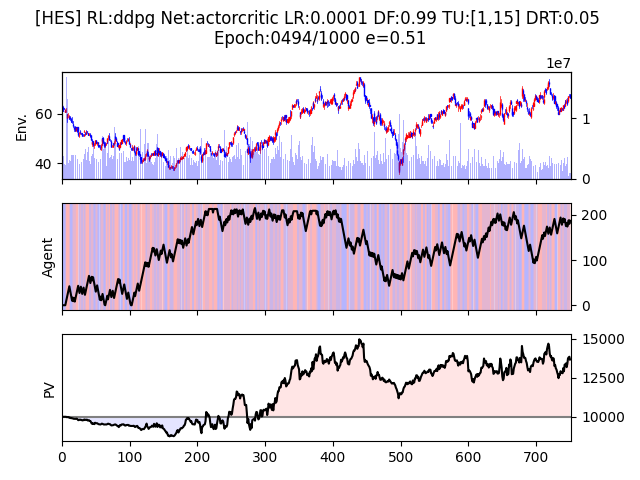 [HES] RL:ddpg Net:actorcritic LR:0.0001 DF:0.99 TU:[1,15] DRT:0.05
Epoch:0494/1000 e=0.51
1e7
Env.
60
40
1
0
Agent
200
100
0
PV
15000
12500
10000
0 100 200 300 400 500 600 700